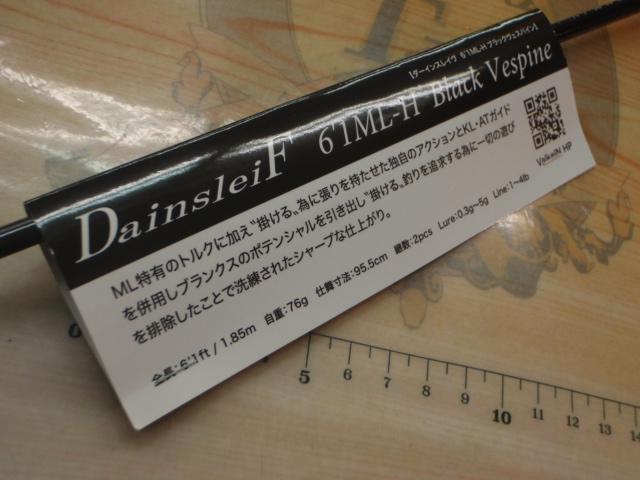 【ダーインスレイヴ 6'1ML-H ブラックヴェスパイン】
DainsleiF 6'1ML-H Black Vespine
ML特有のトルクに加え〝掛ける〟為に張りを持たせた独自のアクションとKL・ATガイド
を併用しブランクスのポテンシャルを引き出し〝掛ける〟釣りを追求する為に一切の遊び
を排除したことで洗練されたシャープな仕上がり。
全長:6'1ft / 1.85m 自重:76g 仕舞寸法:95.5cm 継数:2pcs Lure:0.3g~5g Line:1~4lb
ValkeIN HP
5 6 7 8 9 10 11 12 13 14